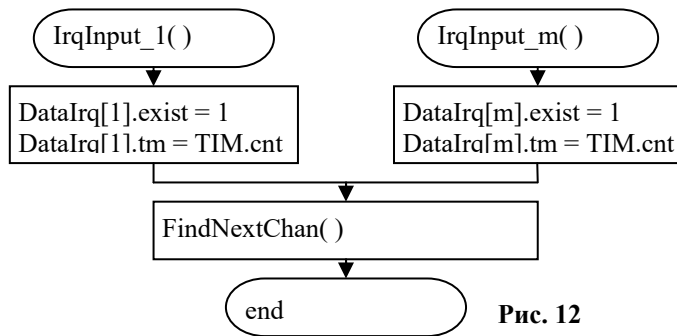 IrqInput_1( )
IrqInput_m( )
DataIrq[1].exist = 1
DataIrq[1].tm = TIM.cnt
DataIrq[m].exist = 1
DataIrq[m].tm = TIM.cnt
FindNextChan( )
end
Рис. 12